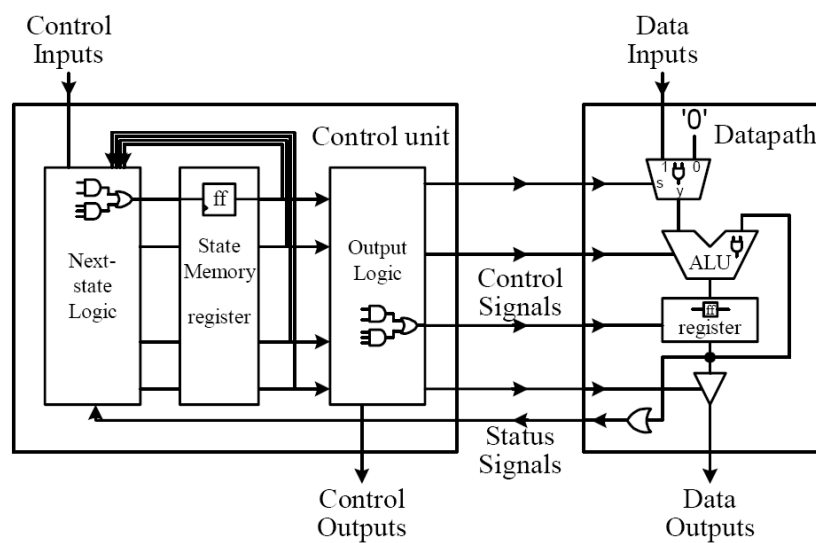 Control
Inputs
Data
Inputs
Control unit
'0'
Datapath
1 0
s
y
ff
Next-
state
Logic
State
Memory
register
Output
Logic
ALU
Control
Signals
ff
register
Status
Signals
Control
Outputs
Data
Outputs